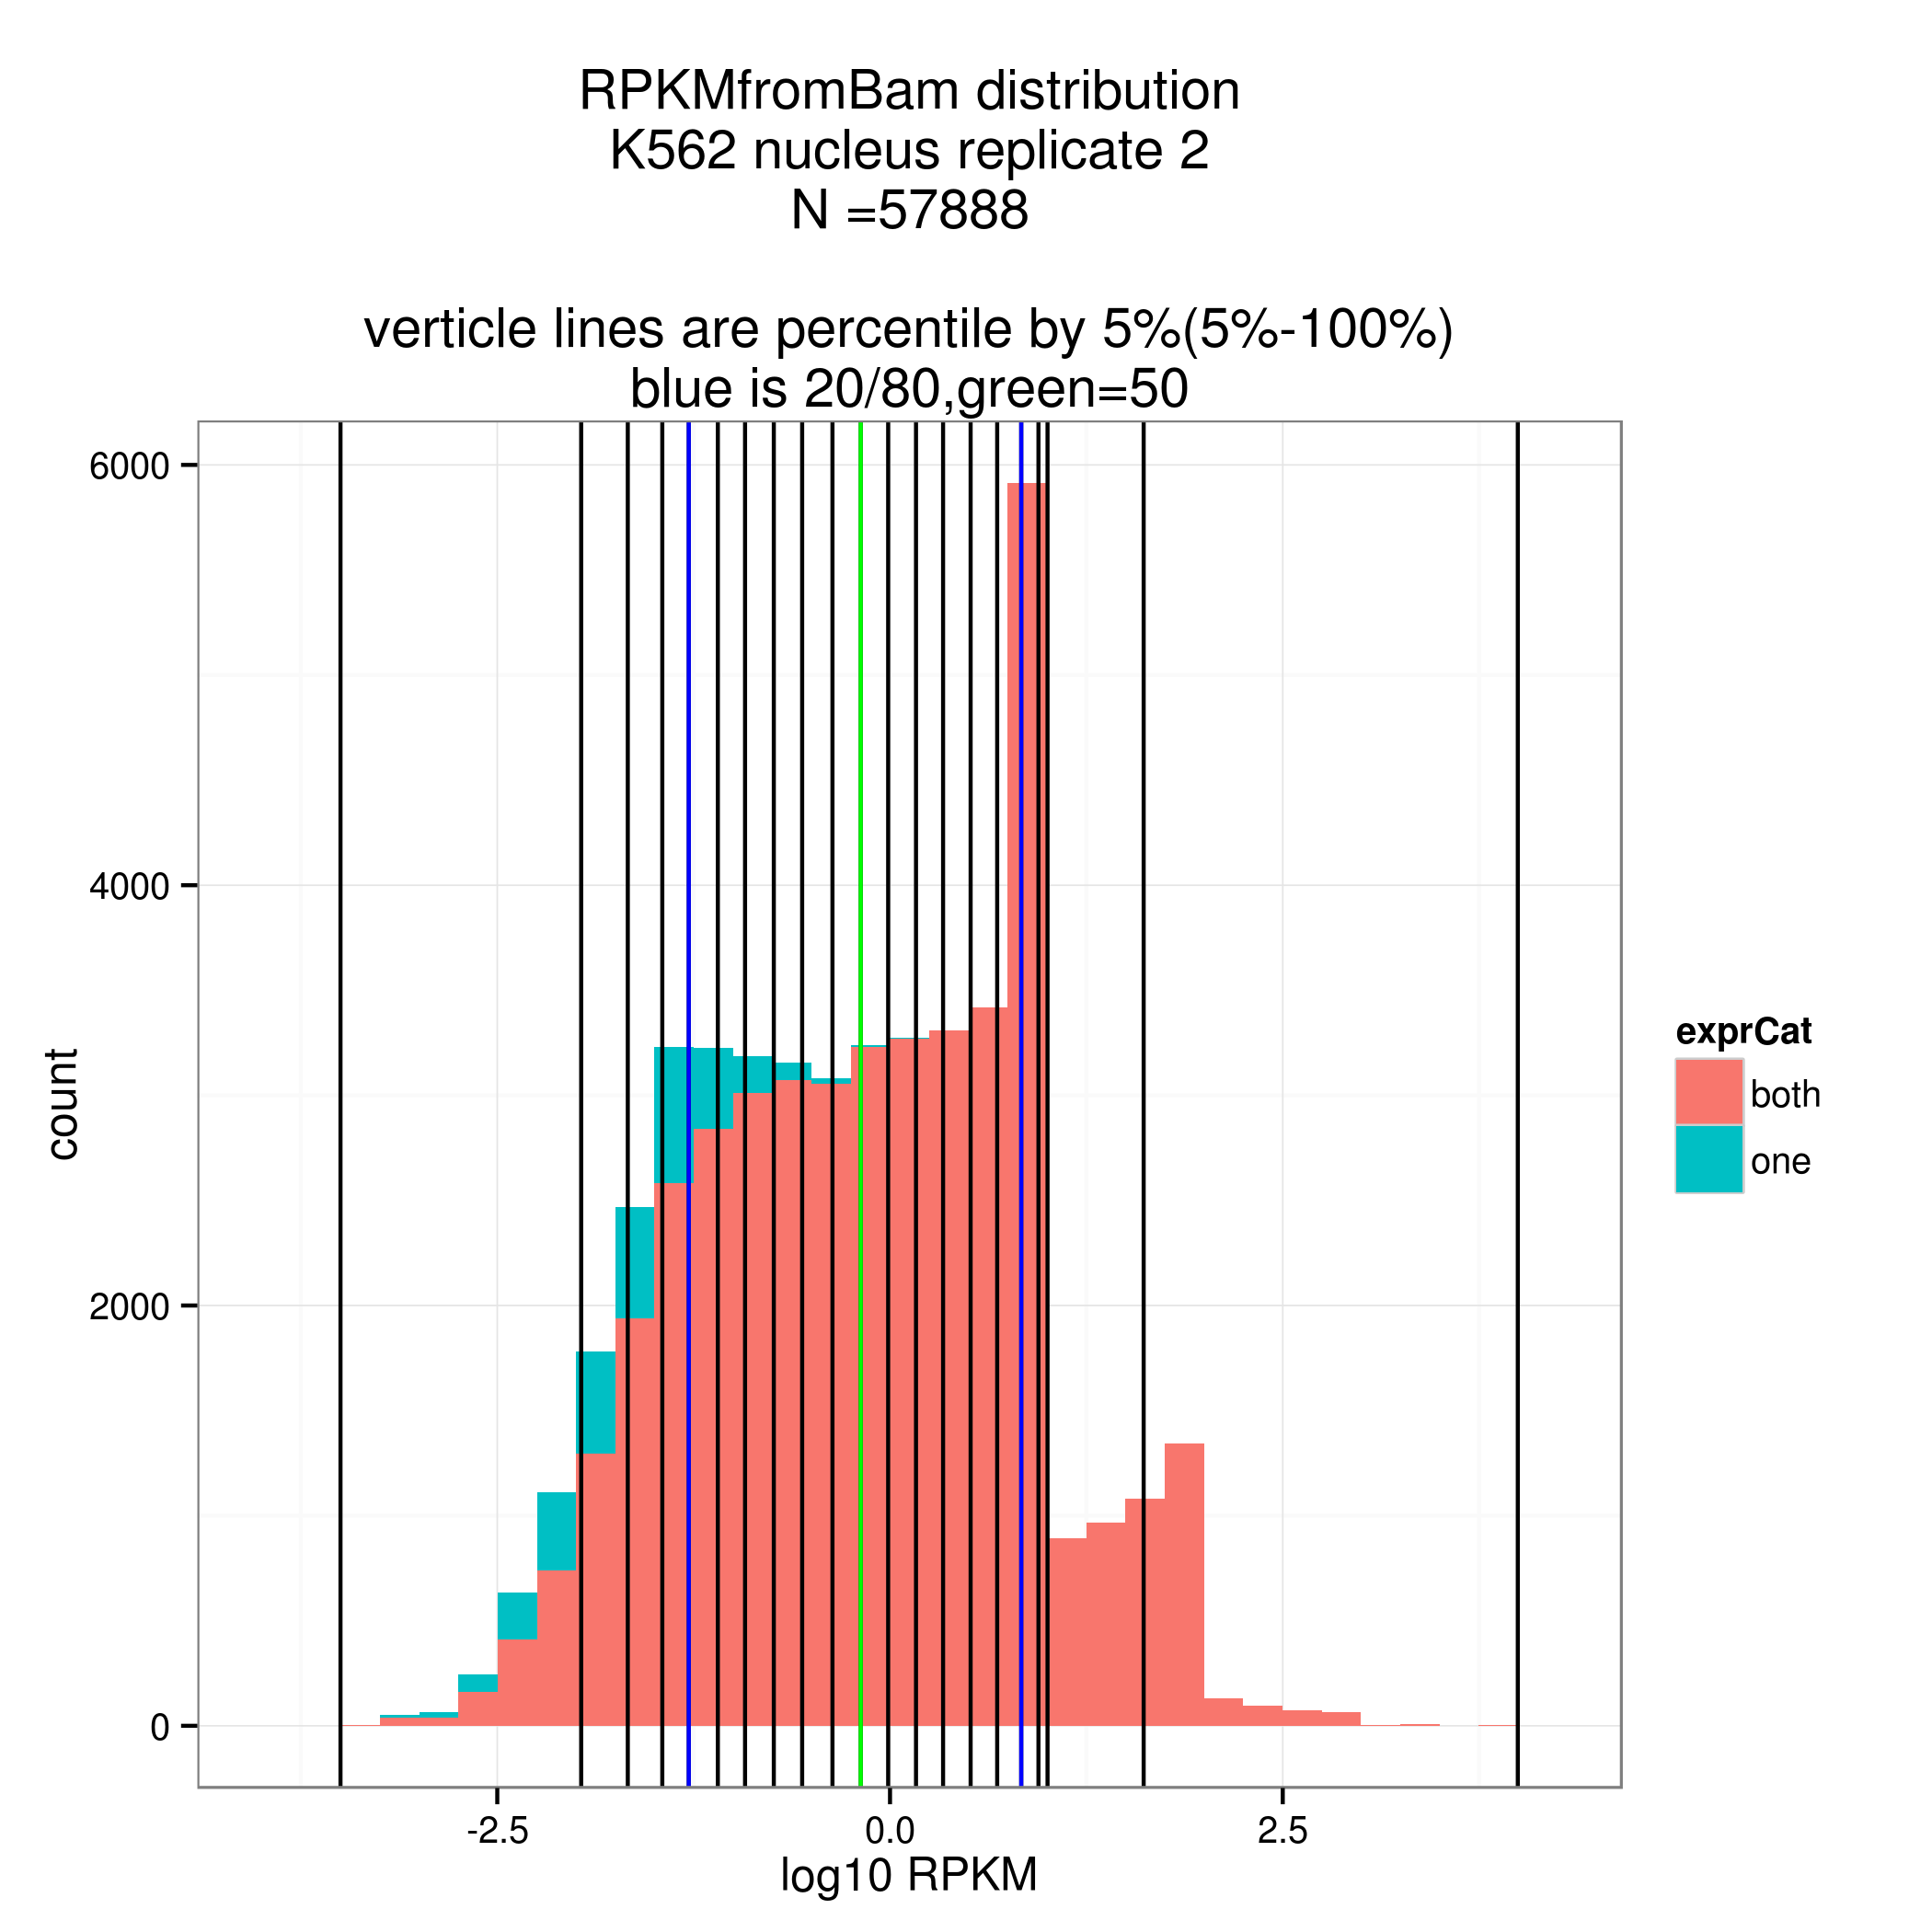 RPKMfromBam distribution
K562 nucleus replicate 2
N =57888
verticle lines are percentile by 5%(5%-100%)
blue is 20/80,green=50
6000
4000
2000
0
count
-2.5
0.0
2.5
log10 RPKM
exprCat
both
one